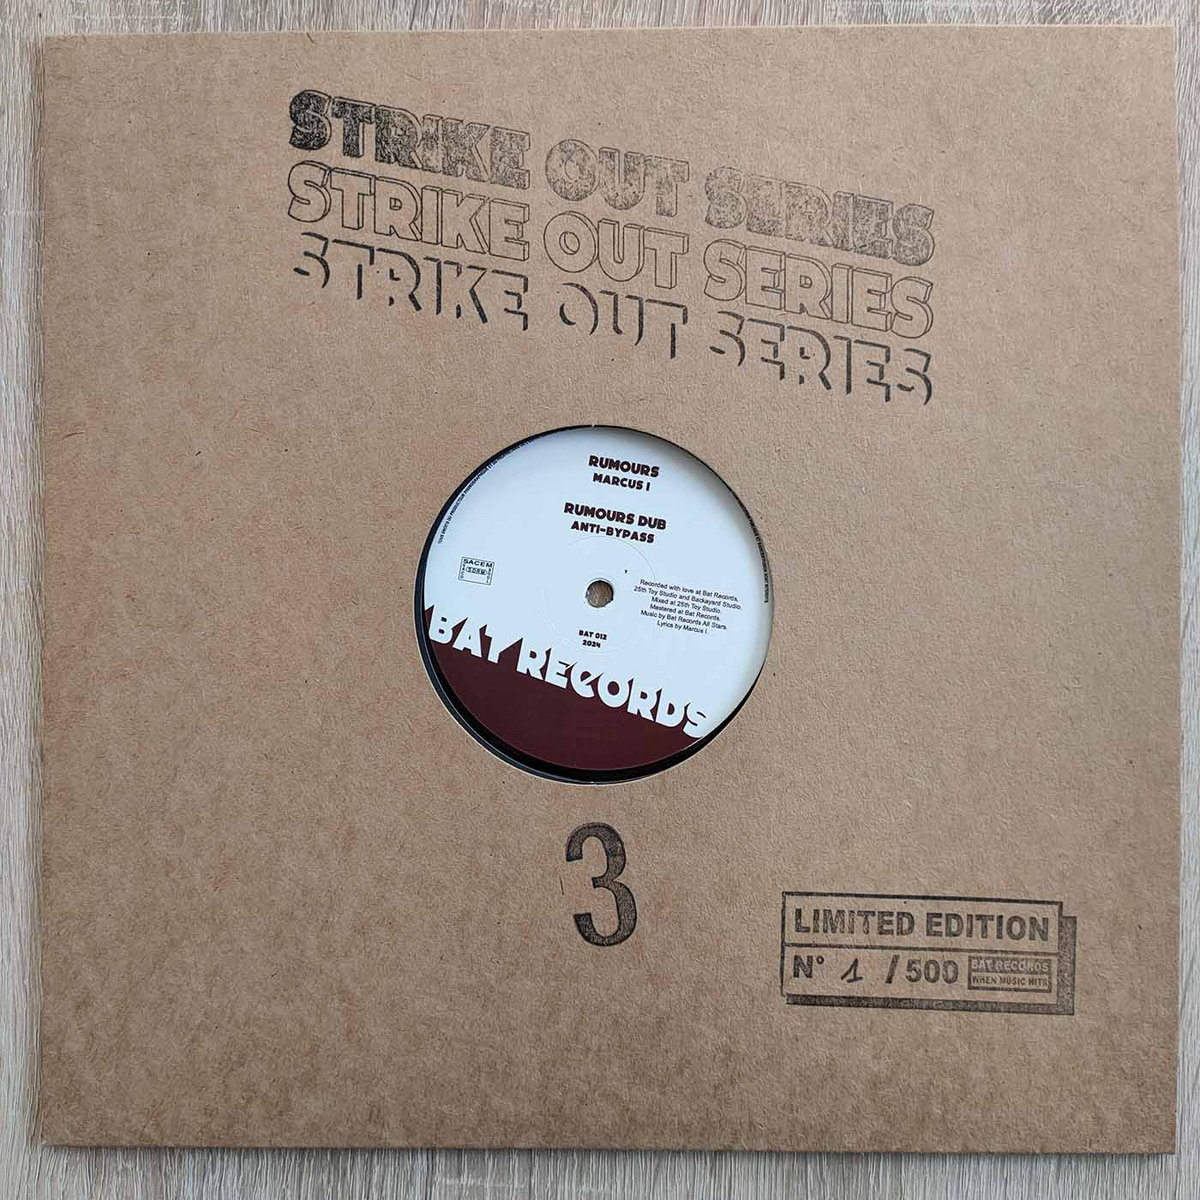 STRIKE OUT SERIES
STRIKE OUT SERIES
STRIKE OUT SERIES
RUMOURS
MARCUS I
RUMOURS DUB
ANTI-BYPASS
SACEM
SDRM
Recorded with love at Bat Records,
25th Toy Studio and Backayard Studio.
Mixed at 25th Toy Studio.
Mastered at Bat Records.
Music by Bat Records All Stars.
Lyrics by Marcus I.
BAT 012
2024
BAT RECORDS
3
LIMITED EDITION
N° 1 /500
BAT RECORDS
WHEN MUSIC HITS